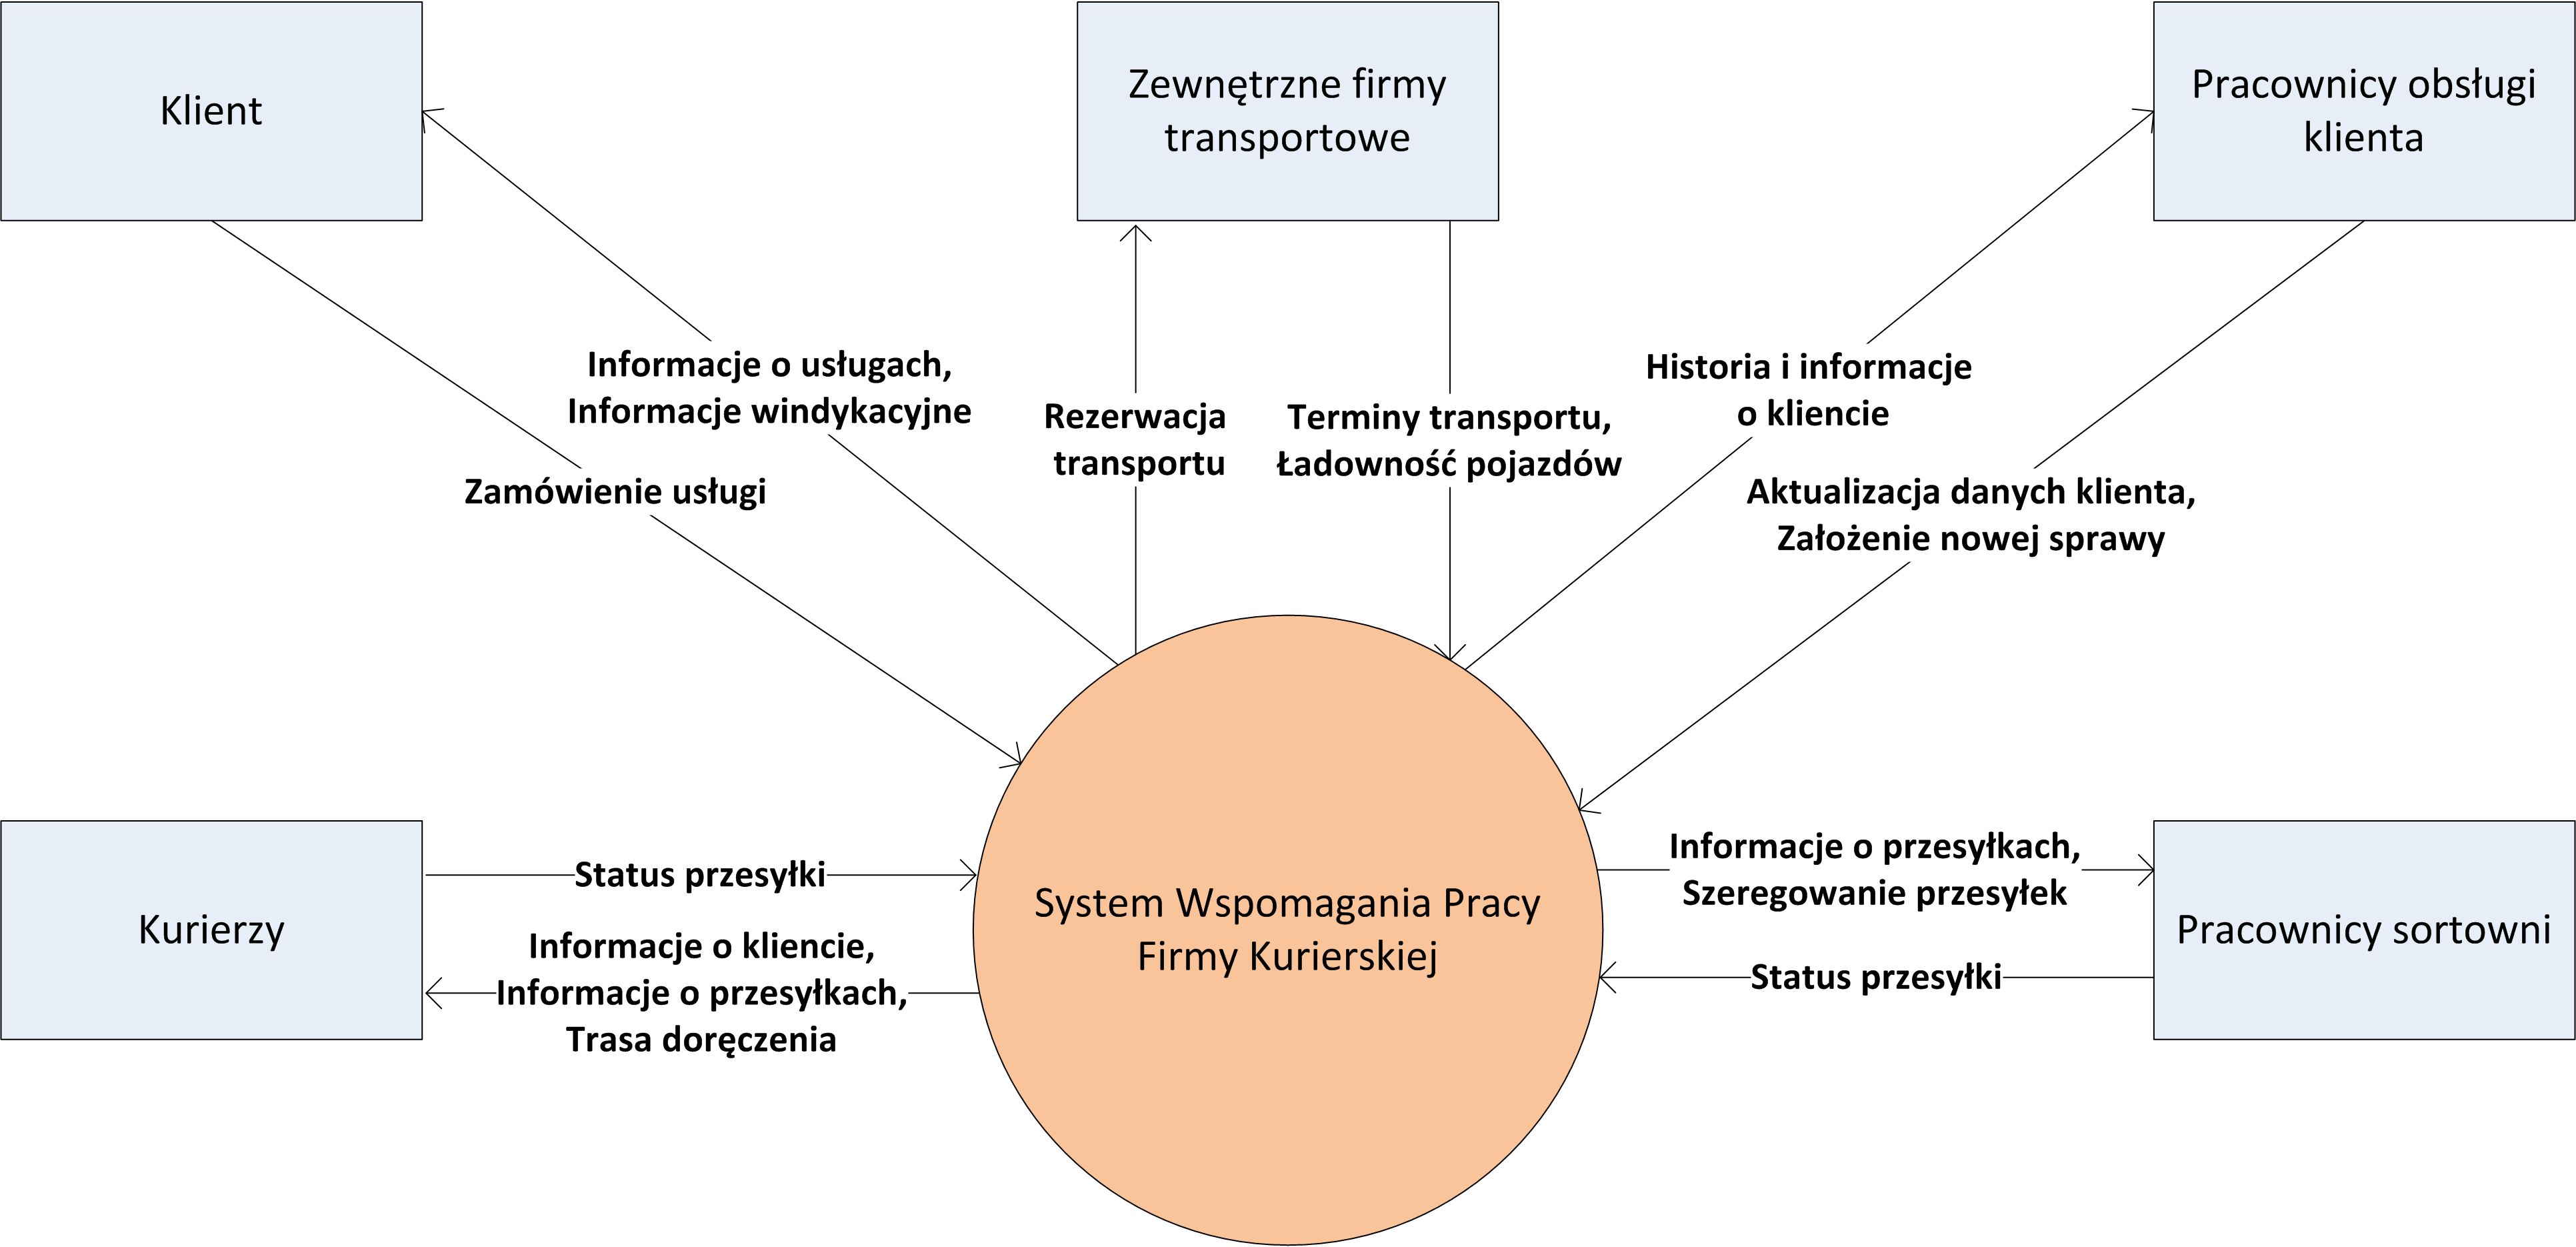 Klient
Zewnętrzne firmy
transportowe
Pracownicy obsługi
klienta
Informacje o usługach,
Informacje windykacyjne
Zamówienie usługi
Rezerwacja
transportu
Terminy transportu,
Ładowność pojazdów
Historia i informacje
o kliencie
Aktualizacja danych klienta,
Założenie nowej sprawy
Kurierzy
Status przesyłki
Informacje o kliencie,
Informacje o przesyłkach,
Trasa doręczenia
System Wspomagania Pracy
Firmy Kurierskiej
Informacje o przesyłkach,
Szeregowanie przesyłek
Status przesyłki
Pracownicy sortowni